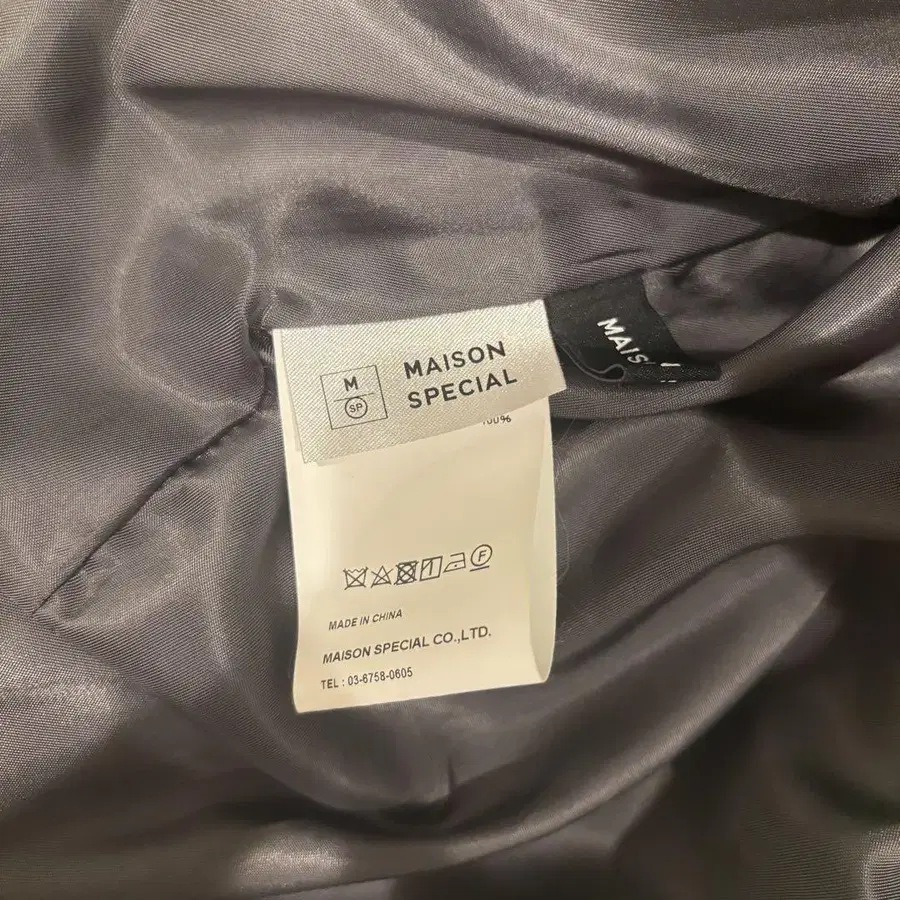 M
SP
MAISON
SPECIAL
MAIS
100%
MADE IN CHINA
MAISON SPECIAL CO.,LTD.
TEL : 03-6758-0605
F